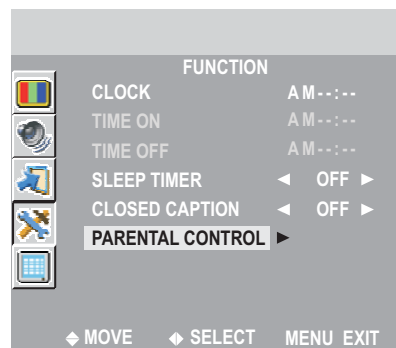 FUNCTION
CLOCK AM--:--
TIME ON AM--:--
TIME OFF AM--:--
SLEEP TIMER ◄ OFF ►
CLOSED CAPTION ◄ OFF ►
PARENTAL CONTROL ►
MOVE SELECT MENU EXIT